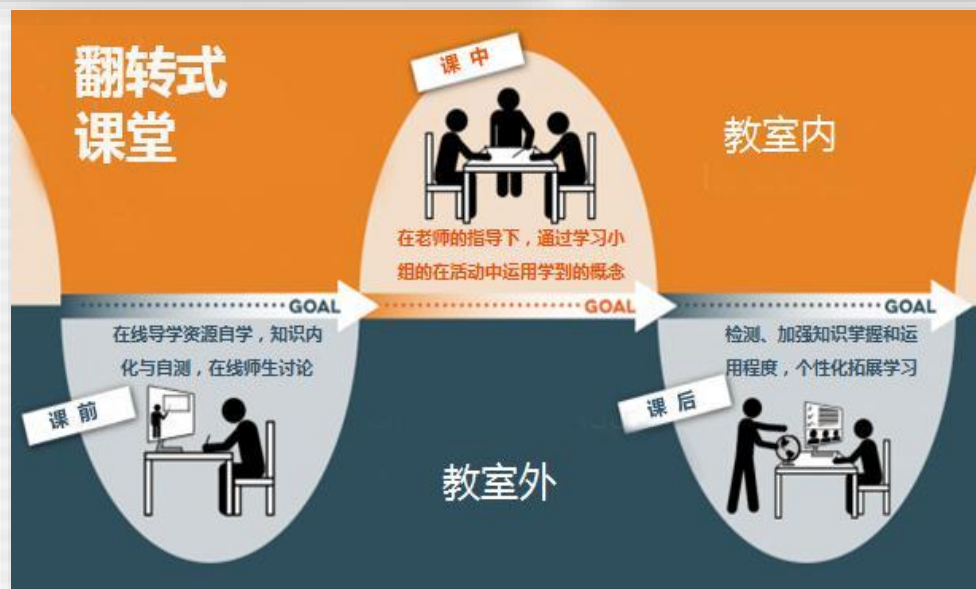 翻转式
课堂
课 中
教室内
在老师的指导下，通过学习小
组的在活动中运用学到的概念
GOAL
GOAL
GOAL
在线导学资源自学，知识内
化与自测，在线师生讨论
课 前
教室外
检测、加强知识掌握和运
用程度，个性化拓展学习
课 后